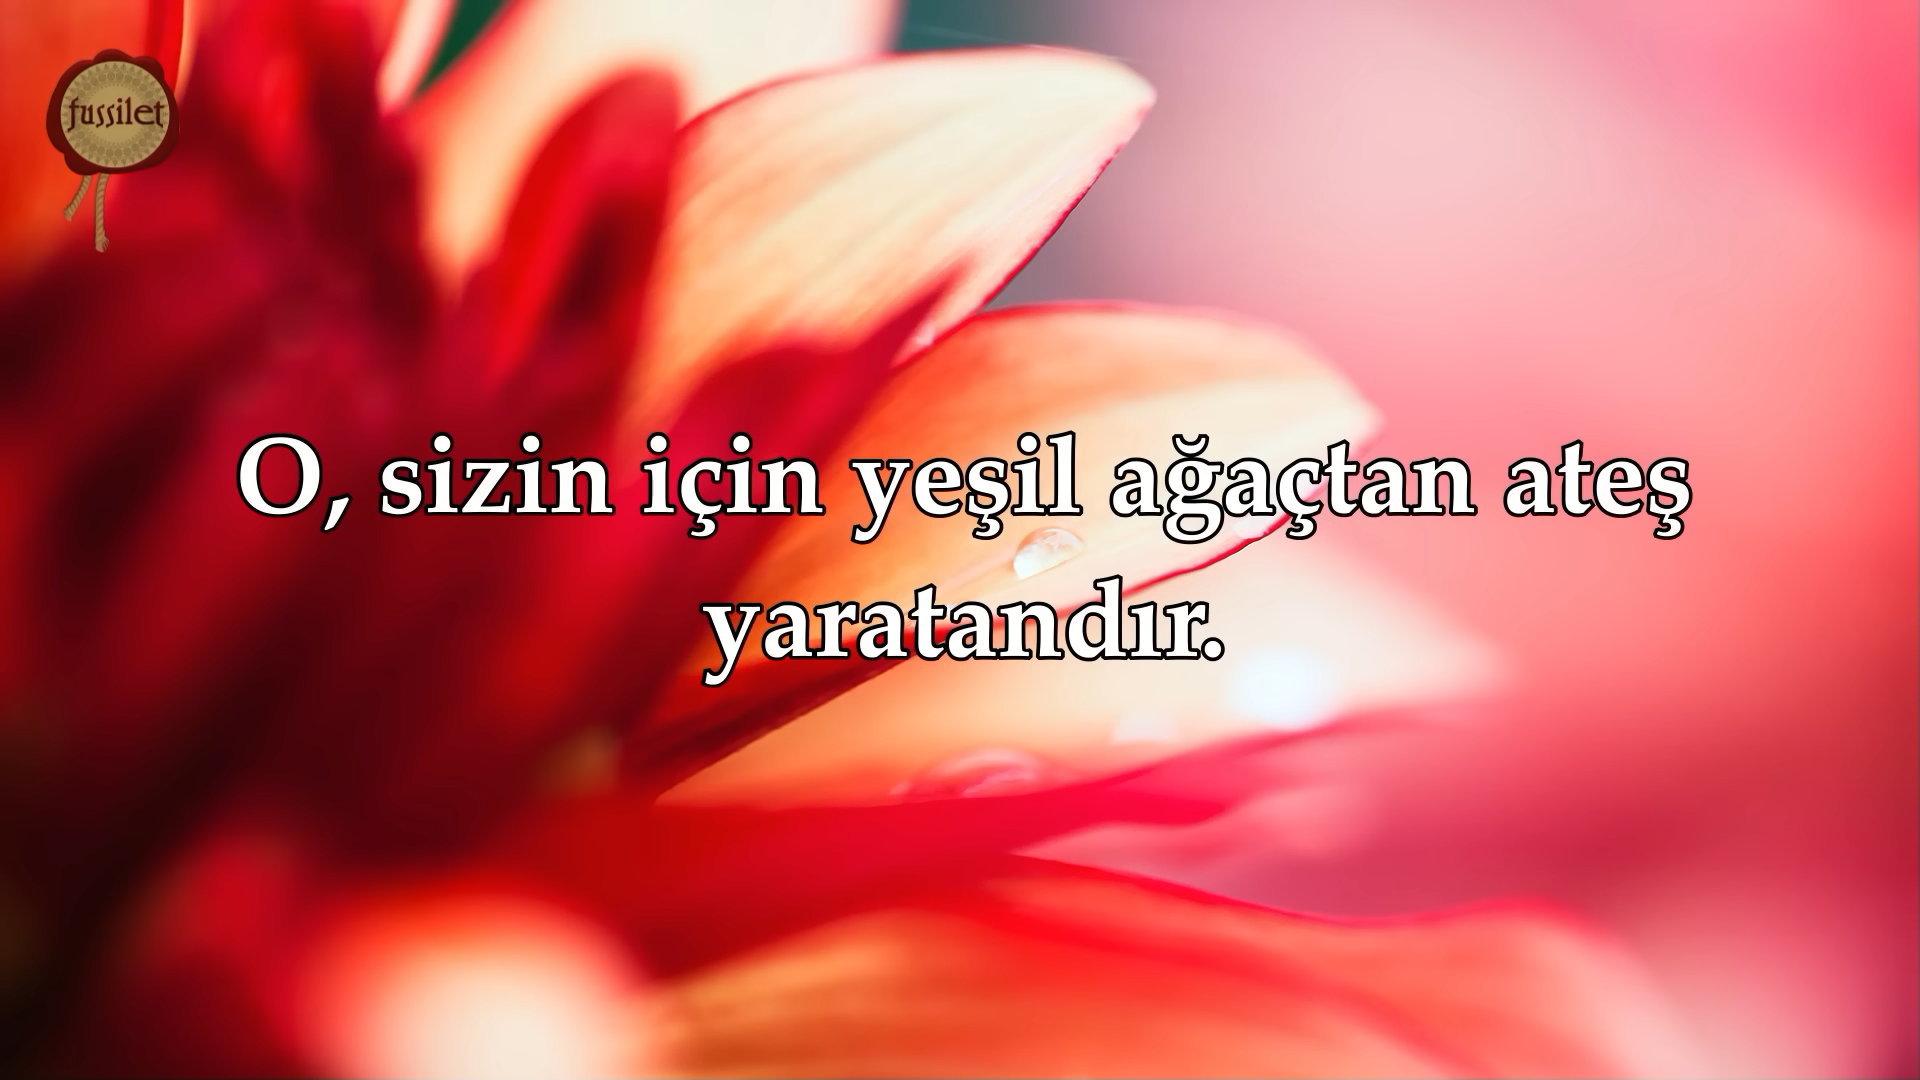 fussilet
O, sizin için yeşil ağaçtan ateş
yaratandır.